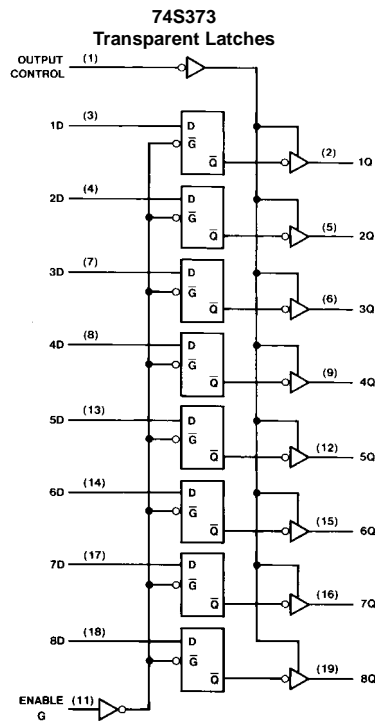 74S373
Transparent Latches
OUTPUT CONTROL (1)
1D (3) D G̅ Q̅ (2) 1Q
2D (4) D G̅ Q̅ (5) 2Q
3D (7) D G̅ Q̅ (6) 3Q
4D (8) D G̅ Q̅ (9) 4Q
5D (13) D G̅ Q̅ (12) 5Q
6D (14) D G̅ Q̅ (15) 6Q
7D (17) D G̅ Q̅ (16) 7Q
8D (18) D G̅ Q̅ (19) 8Q
ENABLE G (11)